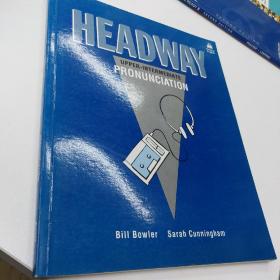 HEADWAY
UPPER-INTERMEDIATE
PRONUNCIATION
Bill Bowler Sarah Cunningham